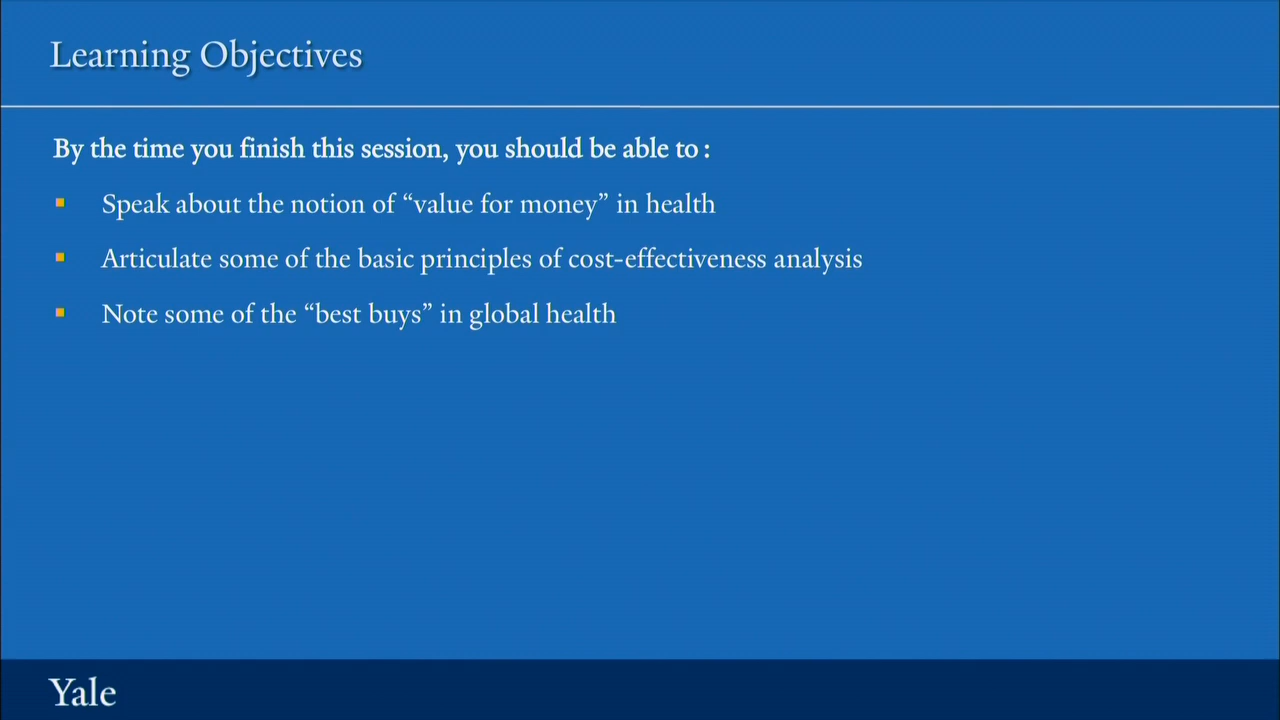 Learning Objectives
By the time you finish this session, you should be able to :
Speak about the notion of “value for money” in health
Articulate some of the basic principles of cost-effectiveness analysis
Note some of the “best buys” in global health
Yale